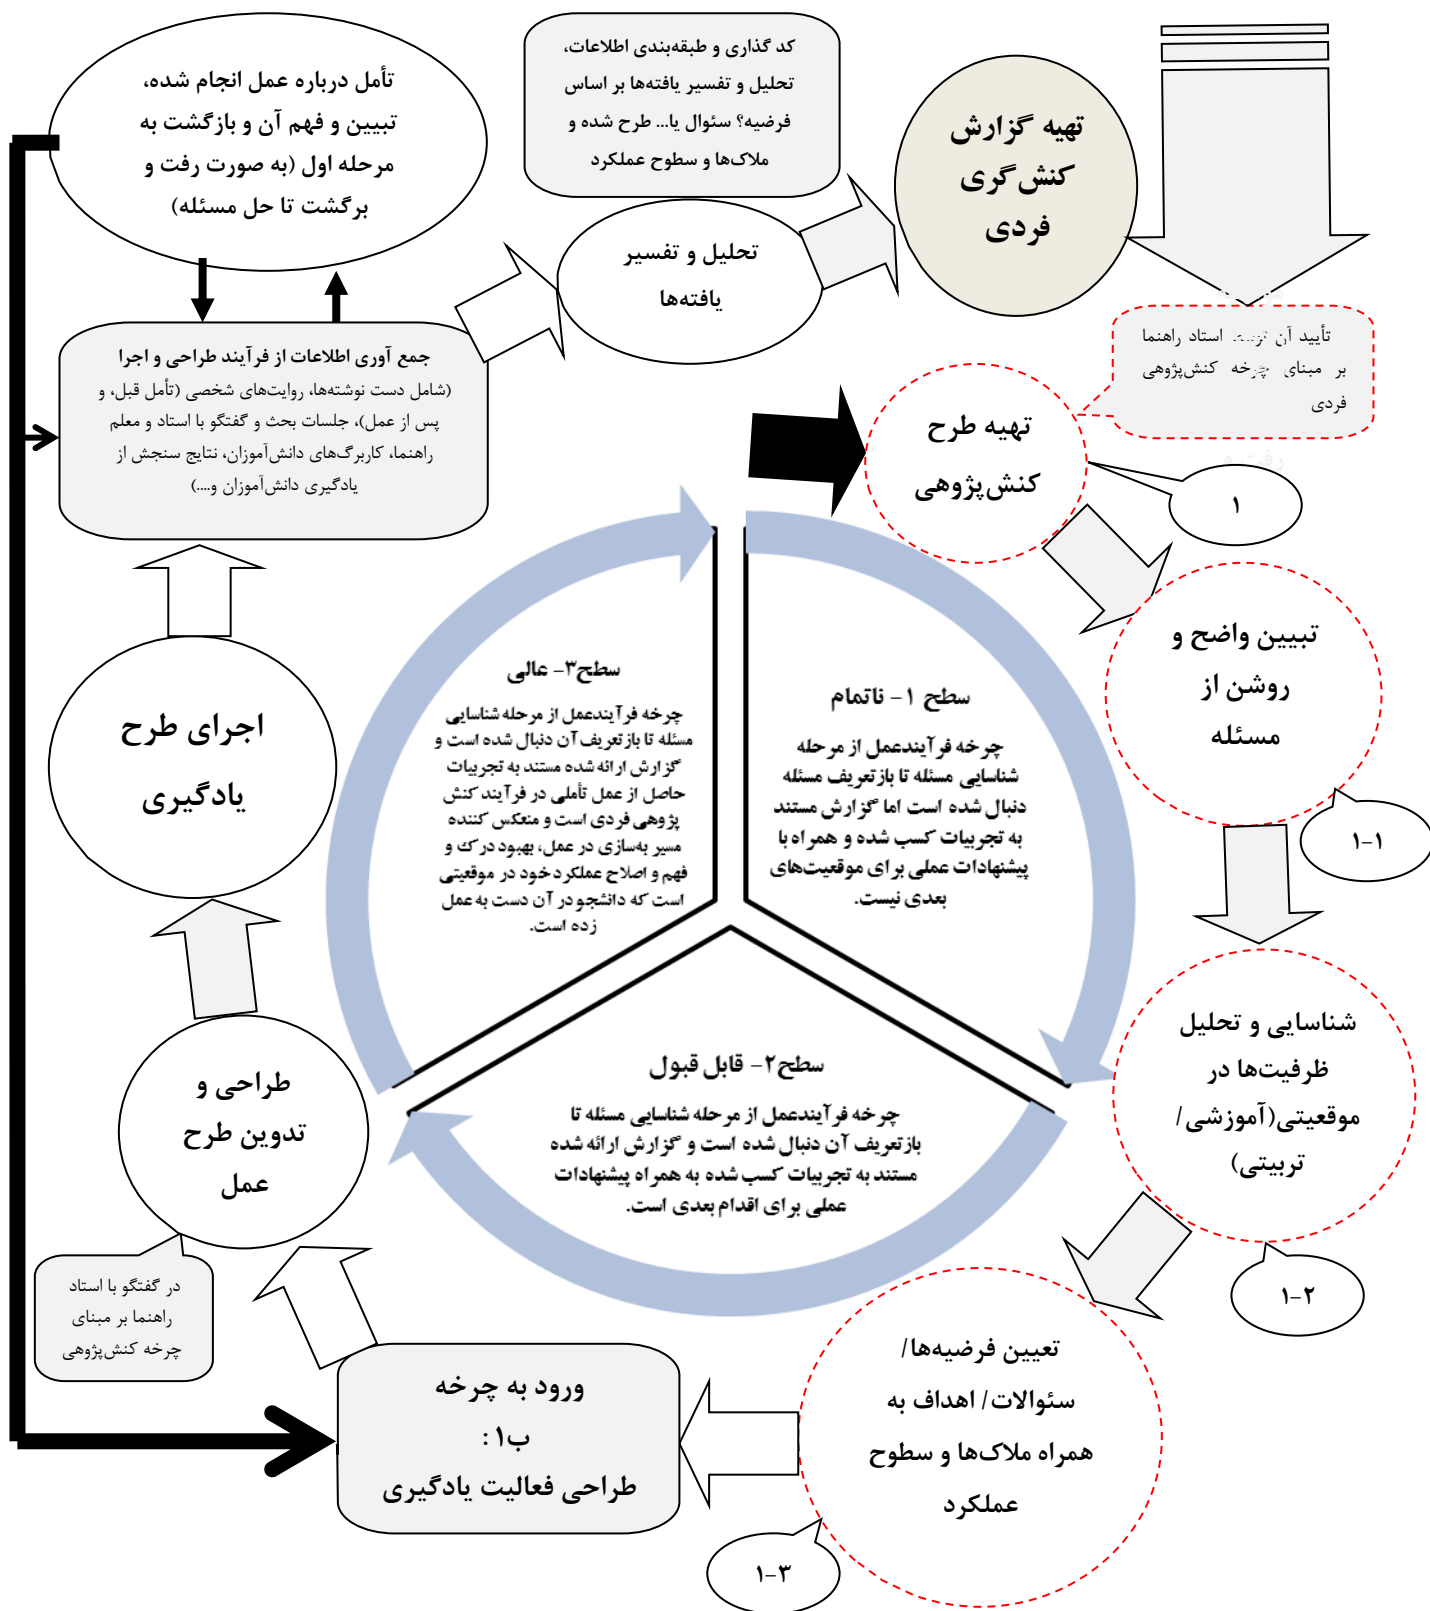 تأمل درباره عمل انجام شده،
تبیین و فهم آن و بازگشت به
مرحله اول (به صورت رفت و
برگشت تا حل مسئله)
کد گذاری و طبقه‌بندی اطلاعات،
تحلیل و تفسیر یافته‌ها بر اساس
فرضیه؟ سئوال یا... طرح شده و
ملاک‌ها و سطوح عملکرد
تهیه گزارش
کنش‌گری
فردی
تحلیل و تفسیر
یافته‌ها
تأیید آن استاد راهنما
بر مبنای چرخه کنش‌پژوهی
فردی
رفت و
جمع آوری اطلاعات از فرآیند طراحی و اجرا
(شامل دست نوشته‌ها، روایت‌های شخصی (تأمل قبل، و
پس از عمل)، جلسات بحث و گفتگو با استاد و معلم
راهنما، کاربرگ‌های دانش‌آموزان، نتایج سنجش از
یادگیری دانش‌آموزان و....)
تهیه طرح
کنش‌پژوهی
۱
تبیین واضح و
روشن از
مسئله
۱-۱
شناسایی و تحلیل
ظرفیت‌ها در
موقعیتی(آموزشی/
تربیتی)
۱-۲
تعیین فرضیه‌ها/
سئوالات/ اهداف به
همراه ملاک‌ها و سطوح
عملکرد
۱-۳
ورود به چرخه
ب۱:
طراحی فعالیت یادگیری
طراحی و
تدوین طرح
عمل
در گفتگو با استاد
راهنما بر مبنای
چرخه کنش‌پژوهی
اجرای طرح
یادگیری
سطح ۱- ناتمام
چرخه فرآیندعمل از مرحله
شناسایی مسئله تا بازتعریف مسئله
دنبال شده است اما گزارش مستند
به تجربیات کسب شده و همراه با
پیشنهادات عملی برای موقعیت‌های
بعدی نیست.
سطح۲- قابل قبول
چرخه فرآیندعمل از مرحله شناسایی مسئله تا
بازتعریف آن دنبال شده است و گزارش ارائه شده
مستند به تجربیات کسب شده به همراه پیشنهادات
عملی برای اقدام بعدی است.
سطح۳- عالی
چرخه فرآیندعمل از مرحله شناسایی
مسئله تا بازتعریف آن دنبال شده است و
گزارش ارائه شده مستند به تجربیات
حاصل از عمل تأملی در فرآیند کنش
پژوهی فردی است و منعکس کننده
مسیر به‌سازی در عمل، بهبود درک و
فهم و اصلاح عملکرد خود در موقعیتی
است که دانشجو در آن دست به عمل
زده است.